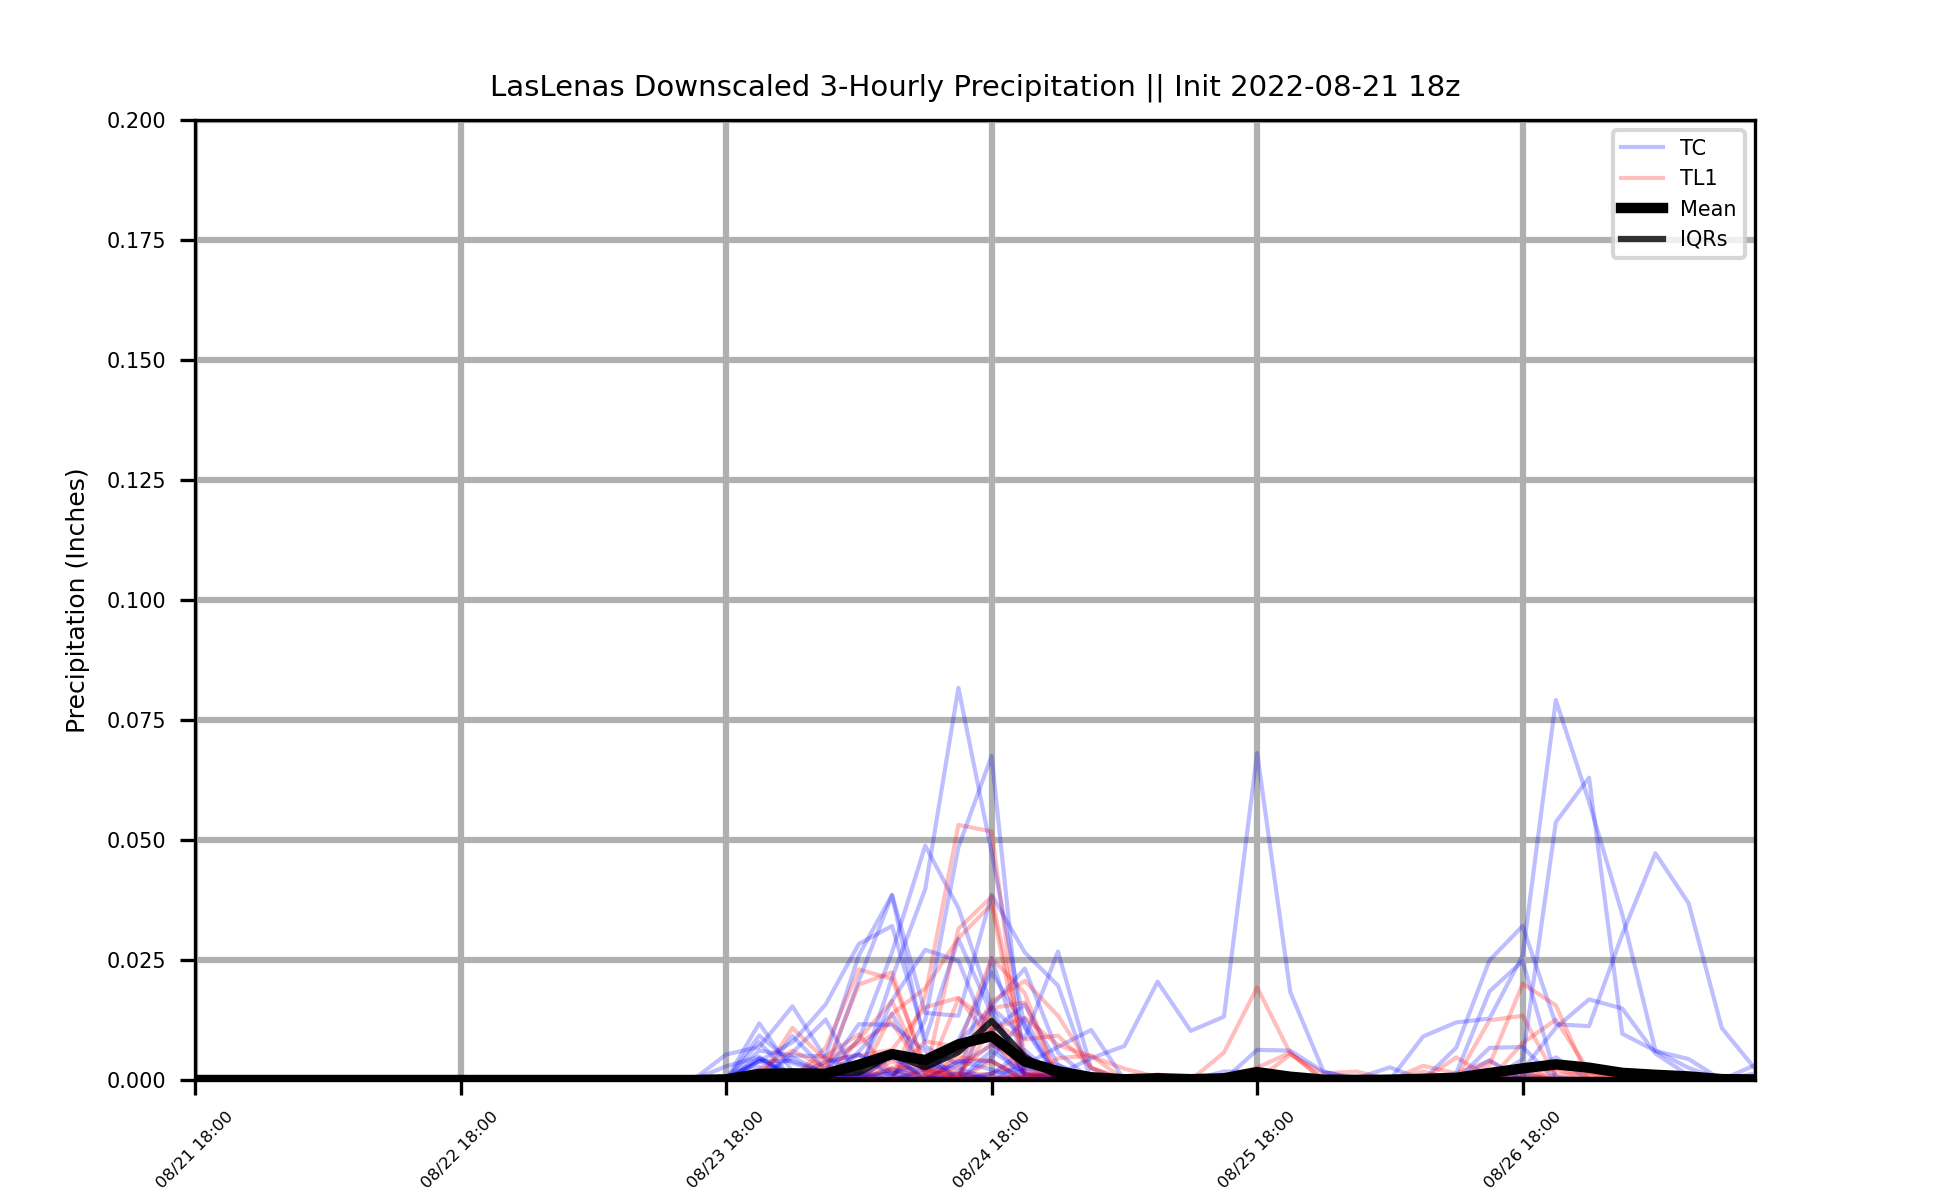 LasLenas Downscaled 3-Hourly Precipitation || Init 2022-08-21 18z
TC
TL1
Mean
IQRs
Precipitation (Inches)
0.200
0.175
0.150
0.125
0.100
0.075
0.050
0.025
0.000
08/21 18:00
08/22 18:00
08/23 18:00
08/24 18:00
08/25 18:00
08/26 18:00